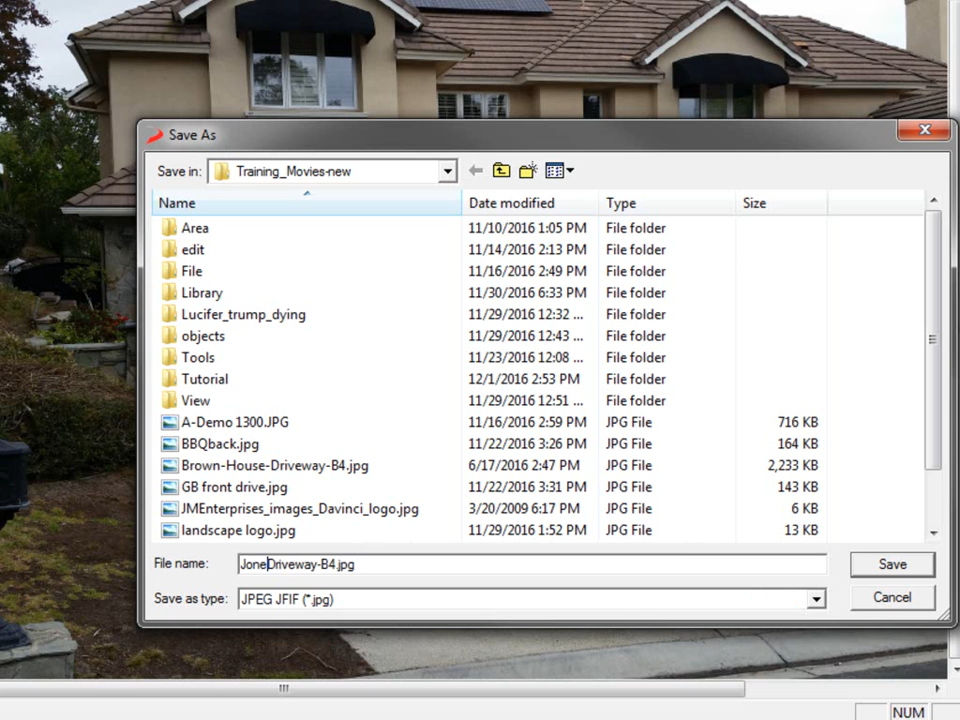 Save As
Save in: Training_Movies-new
Name Date modified Type Size
Area 11/10/2016 1:05 PM File folder
edit 11/14/2016 2:13 PM File folder
File 11/16/2016 2:49 PM File folder
Library 11/30/2016 6:33 PM File folder
Lucifer_trump_dying 11/29/2016 12:32 ... File folder
objects 11/29/2016 12:43 ... File folder
Tools 11/23/2016 12:08 ... File folder
Tutorial 12/1/2016 2:53 PM File folder
View 11/29/2016 12:51 ... File folder
A-Demo 1300.JPG 11/16/2016 2:59 PM JPG File 716 KB
BBQback.jpg 11/22/2016 3:26 PM JPG File 164 KB
Brown-House-Driveway-B4.jpg 6/17/2016 2:47 PM JPG File 2,233 KB
GB front drive.jpg 11/22/2016 3:31 PM JPG File 143 KB
JMEnterprises_images_Davinci_logo.jpg 3/20/2009 6:17 PM JPG File 6 KB
landscape logo.jpg 11/29/2016 1:52 PM JPG File 13 KB
File name: JoneDriveway-B4.jpg Save
Save as type: JPEG JFIF (*.jpg) Cancel
NUM